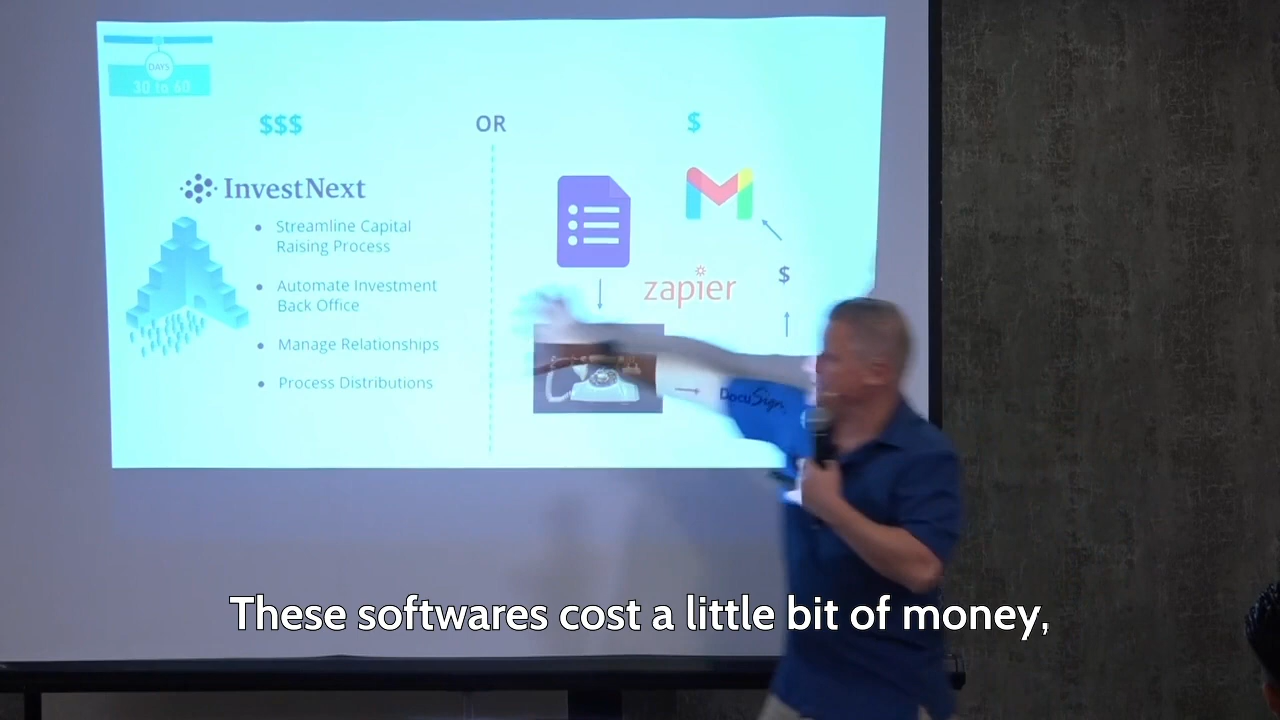 DAYS
30 to 60
$$$
OR
$
InvestNext
• Streamline Capital
Raising Process
• Automate Investment
Back Office
• Manage Relationships
• Process Distributions
zapier
$
DocuSign
These softwares cost a little bit of money,